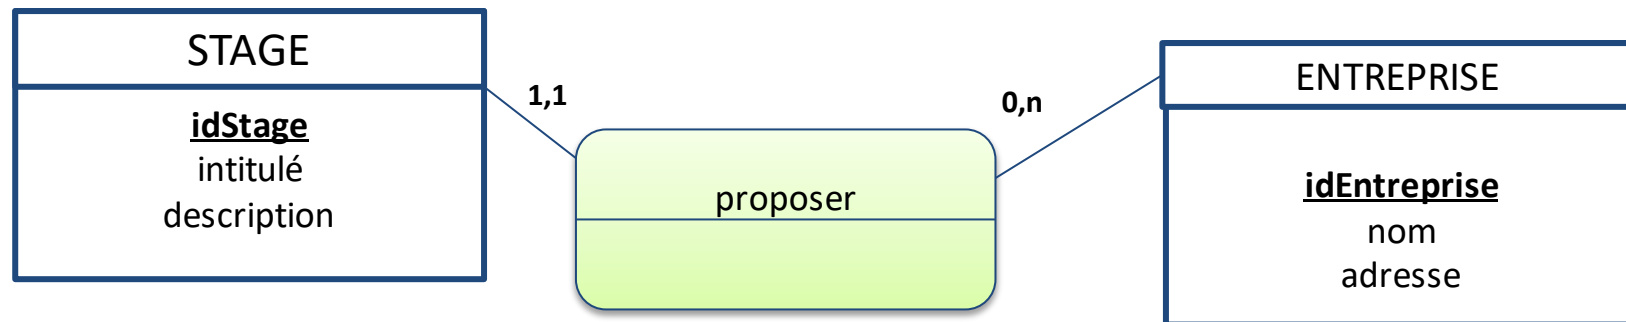 STAGE
idStage
intitulé
description
1,1
proposer
0,n
ENTREPRISE
idEntreprise
nom
adresse